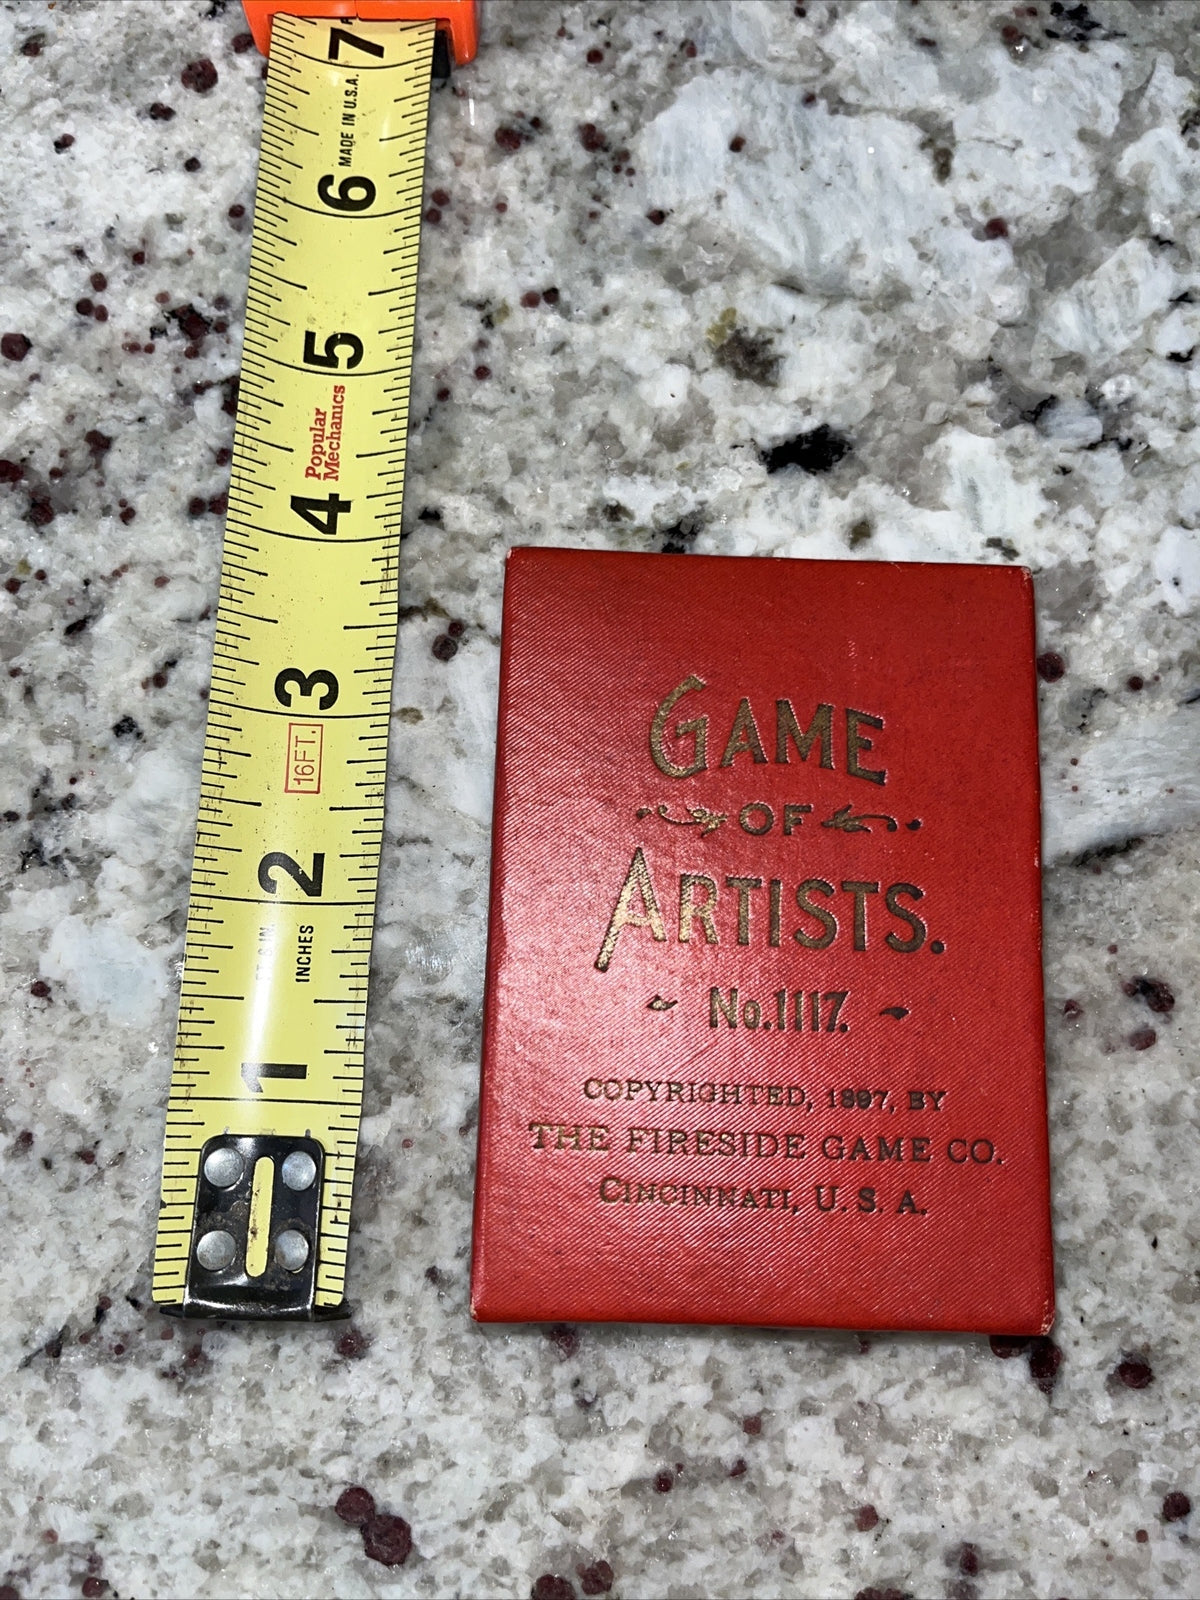 7
MADE IN U.S.A.
6
5
Popular
Mechanics
4
3
16FT.
2
INCHES
1
GAME
OF
ARTISTS.
No.1117.
COPYRIGHTED, 1897, BY
THE FIRESIDE GAME CO.
CINCINNATI, U. S. A.